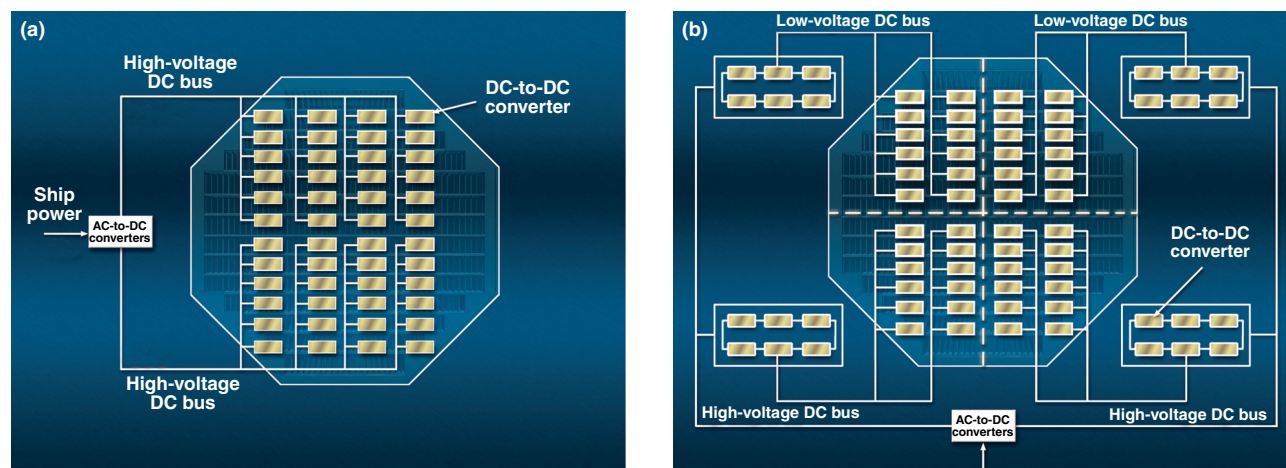 (a)
High-voltage
DC bus
DC-to-DC
converter
Ship
power
AC-to-DC
converters
High-voltage
DC bus
(b)
Low-voltage DC bus
Low-voltage DC bus
DC-to-DC
converter
High-voltage DC bus
High-voltage DC bus
AC-to-DC
converters